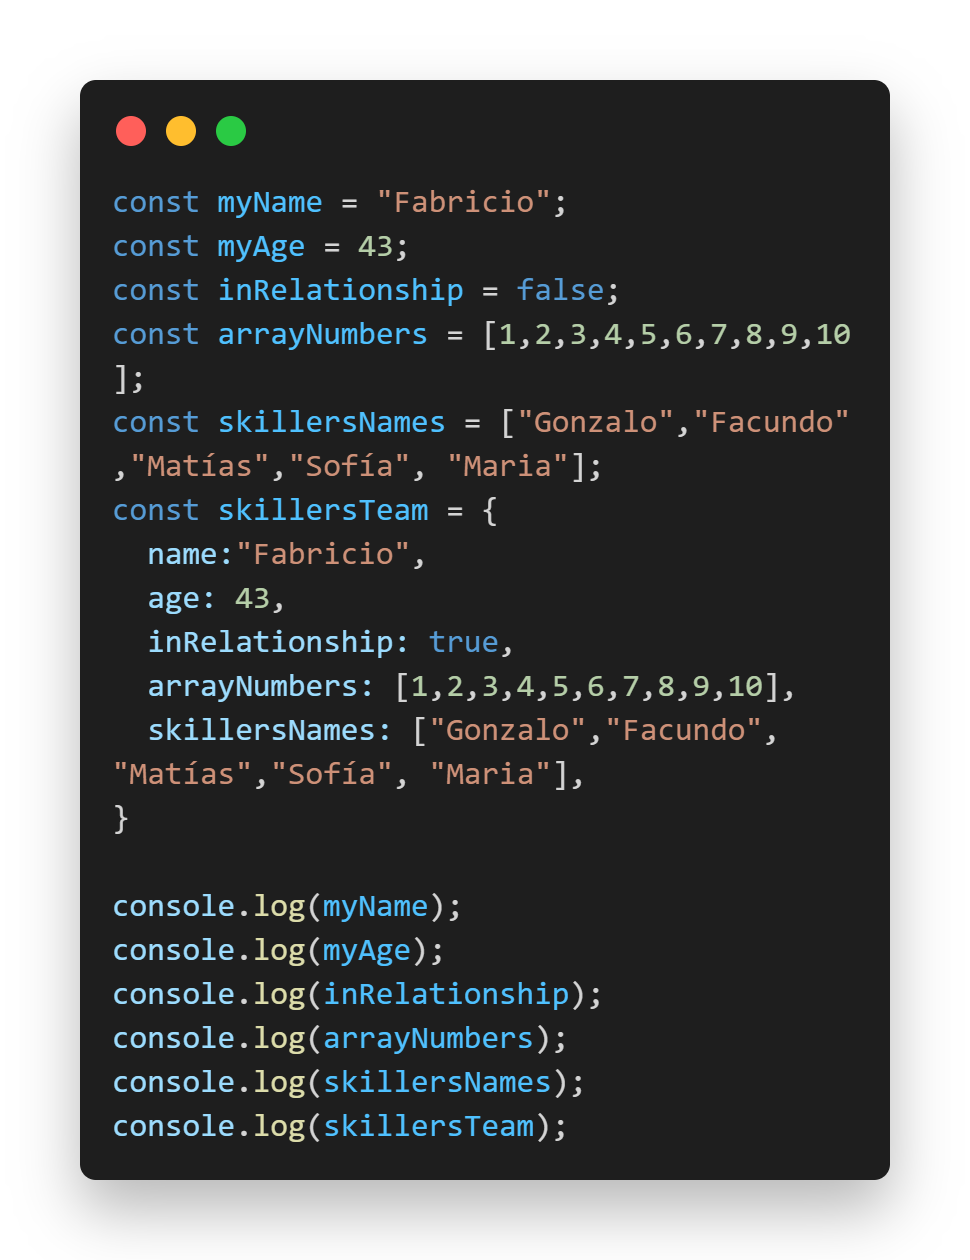 const myName = "Fabricio";
const myAge = 43;
const inRelationship = false;
const arrayNumbers = [1,2,3,4,5,6,7,8,9,10
];
const skillersNames = ["Gonzalo","Facundo"
,"Matías","Sofía", "Maria"];
const skillersTeam = {
  name:"Fabricio",
  age: 43,
  inRelationship: true,
  arrayNumbers: [1,2,3,4,5,6,7,8,9,10],
  skillersNames: ["Gonzalo","Facundo",
"Matías","Sofía", "Maria"],
}

console.log(myName);
console.log(myAge);
console.log(inRelationship);
console.log(arrayNumbers);
console.log(skillersNames);
console.log(skillersTeam);